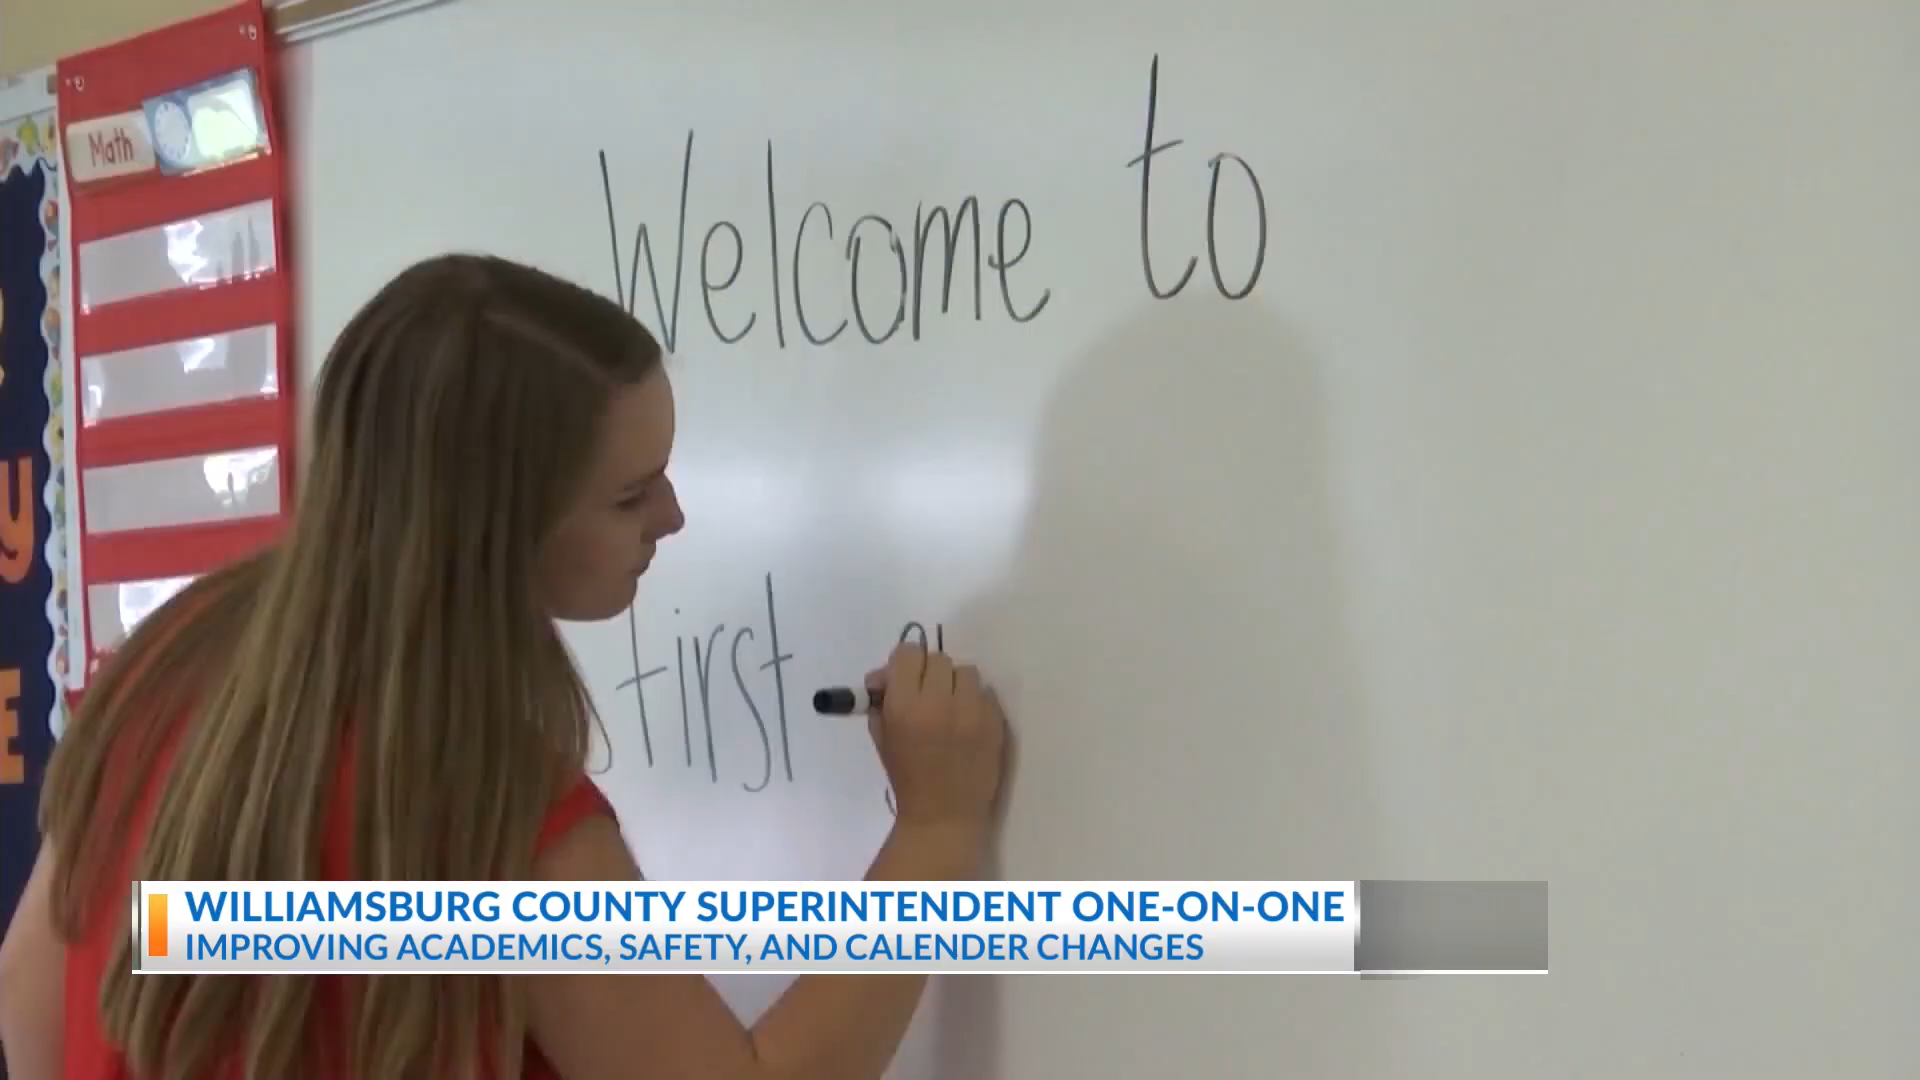 Math
Welcome to
First
WILLIAMSBURG COUNTY SUPERINTENDENT ONE-ON-ONE
IMPROVING ACADEMICS, SAFETY, AND CALENDER CHANGES